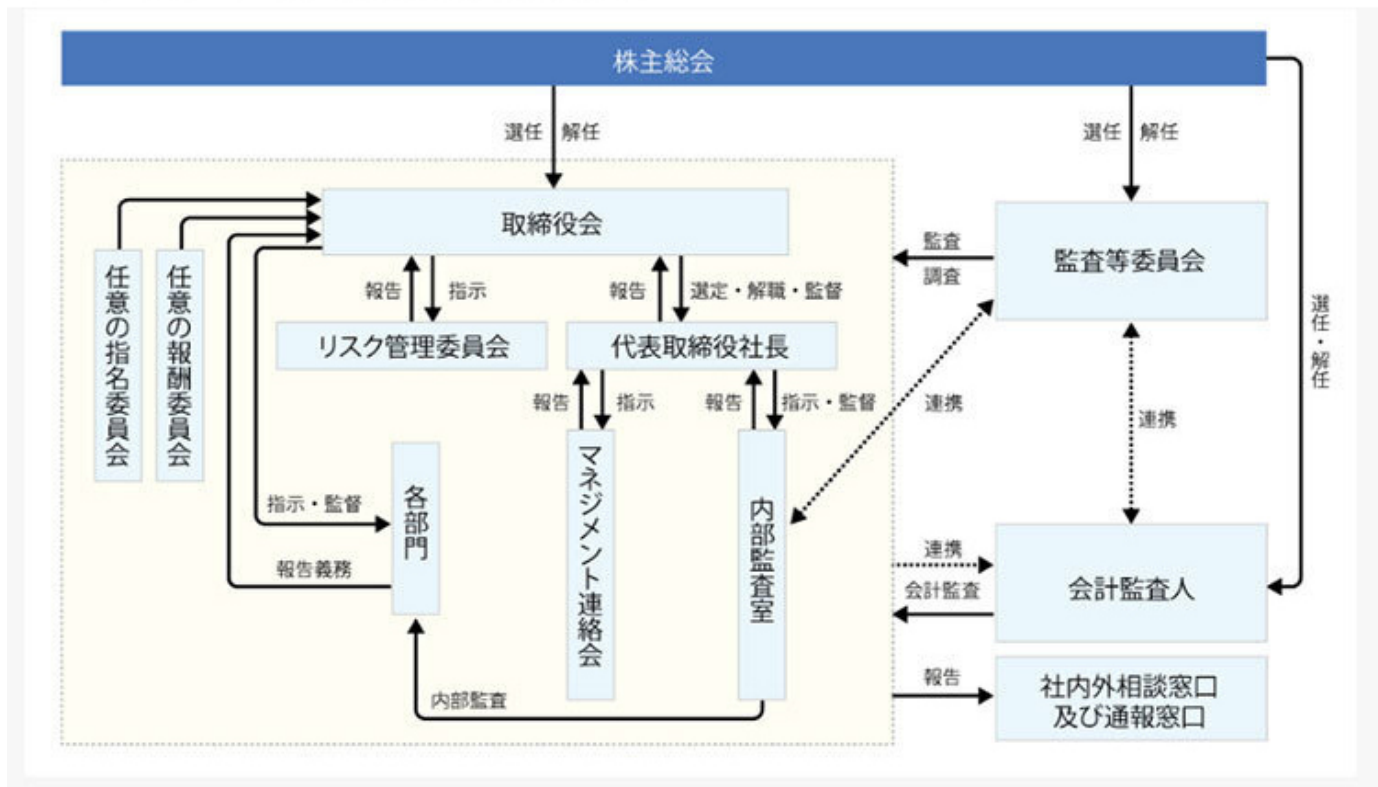 株主総会
選任
解任
選任
解任
取締役会
監査
調査
監査等委員会
報告
指示
報告
選定・解職・監督
選任・解任
任意の指名委員会
任意の報酬委員会
リスク管理委員会
代表取締役社長
報告
指示
報告
指示・監督
連携
連携
各部門
マネジメント連絡会
内部監査室
指示・監督
報告義務
連携
会計監査
会計監査人
内部監査
報告
社内外相談窓口
及び通報窓口